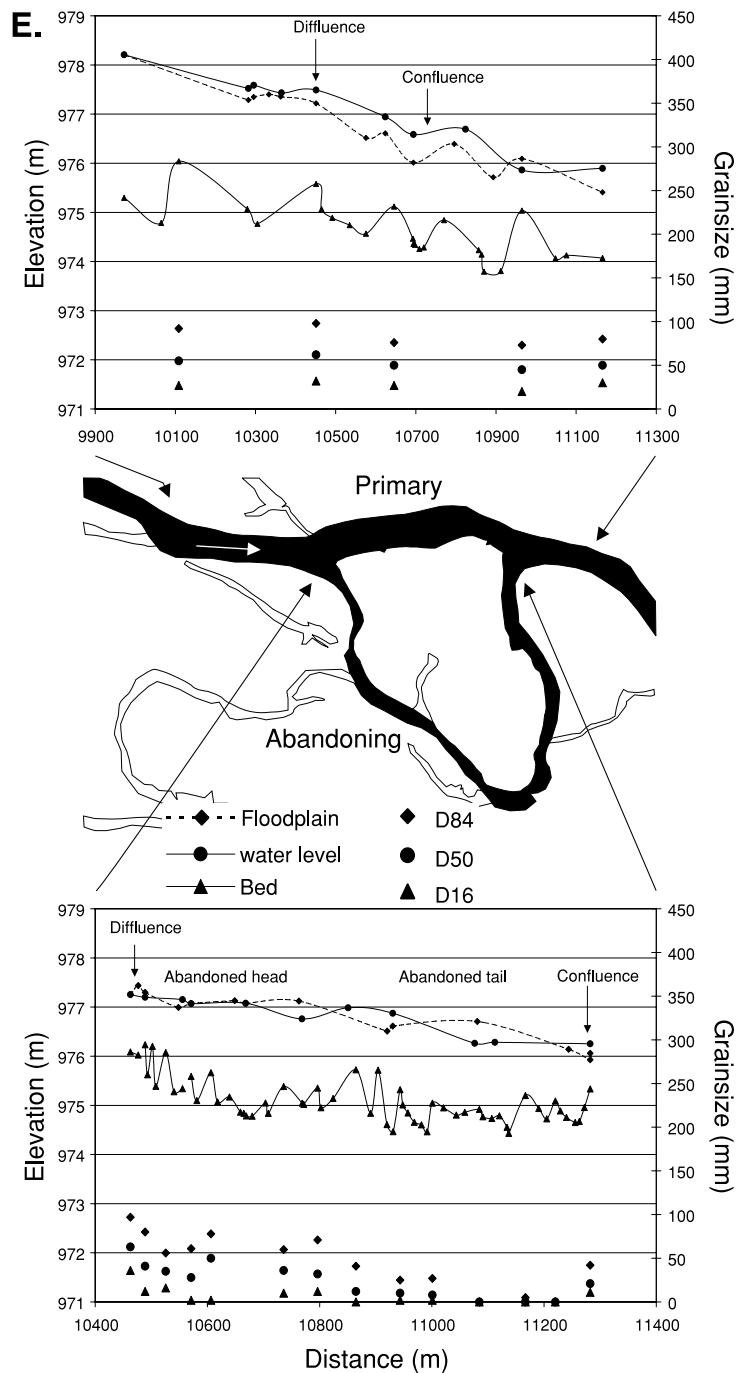 E.
979
978
977
976
975
974
973
972
971
Elevation (m)
450
400
350
300
250
200
150
100
50
0
Grainsize (mm)
Diffluence
Confluence
9900 10100 10300 10500 10700 10900 11100 11300
Primary
Abandoning
Floodplain
water level
Bed
D84
D50
D16
979
978
977
976
975
974
973
972
971
Elevation (m)
450
400
350
300
250
200
150
100
50
0
Grainsize (mm)
Diffluence
Abandoned head
Abandoned tail
Confluence
10400 10600 10800 11000 11200 11400
Distance (m)